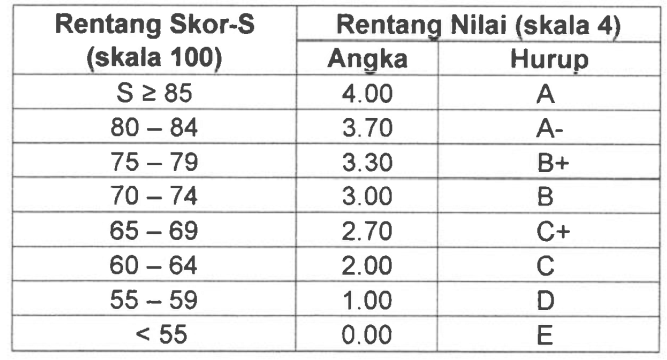 Rentang Skor-S Rentang Nilai (skala 4)
(skala 100) Angka Hurup
S ≥ 85 4.00 A
80 – 84 3.70 A-
75 – 79 3.30 B+
70 – 74 3.00 B
65 – 69 2.70 C+
60 – 64 2.00 C
55 – 59 1.00 D
< 55 0.00 E